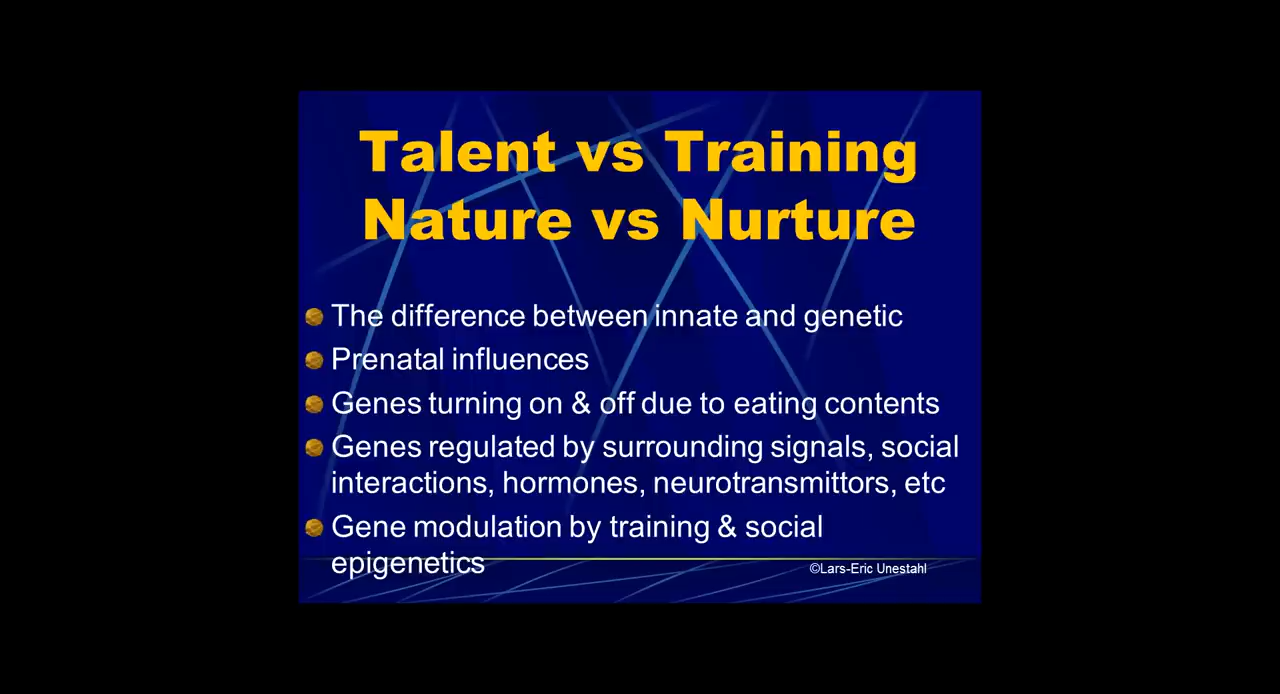 Talent vs Training
Nature vs Nurture
The difference between innate and genetic
Prenatal influences
Genes turning on & off due to eating contents
Genes regulated by surrounding signals, social
interactions, hormones, neurotransmittors, etc
Gene modulation by training & social
epigenetics
©Lars-Eric Unestahl